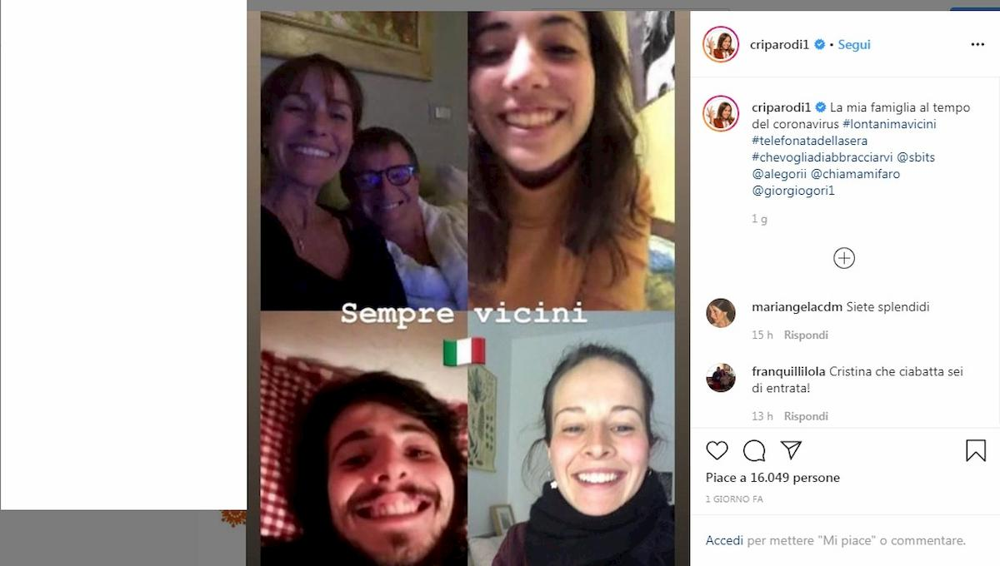 criparodi1 • Segui
criparodi1 La mia famiglia al tempo
del coronavirus #lontanimavicini
#telefonatadellasera
#chevogliadiabbracciarvi @sbits
@alegorii @chiamamifaro
@giorgiogori1
1 g
mariangelacdm Siete splendidi
15 h Rispondi
franquillilola Cristina che ciabatta sei
di entrata!
13 h Rispondi
Piace a 16.049 persone
1 GIORNO FA
Accedi per mettere "Mi piace" o commentare.
Sempre vicini